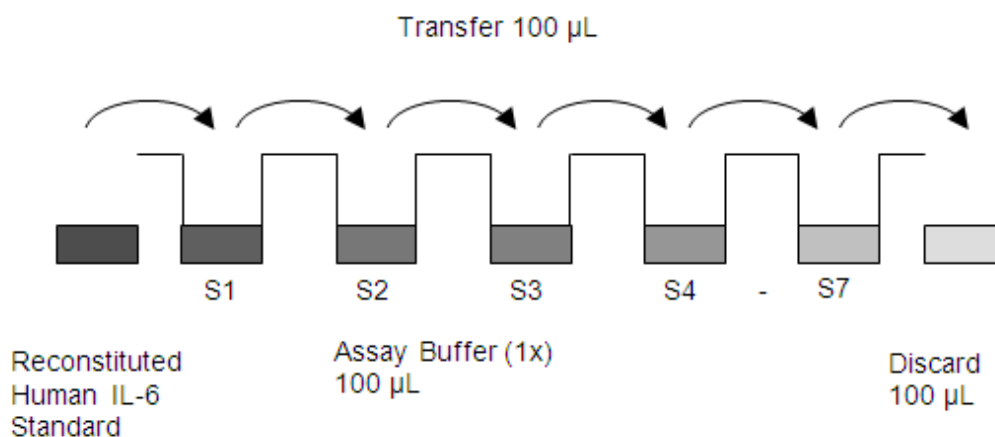 Transfer 100 µL
S1 S2 S3 S4 - S7
Reconstituted
Human IL-6
Standard
Assay Buffer (1x)
100 µL
Discard
100 µL